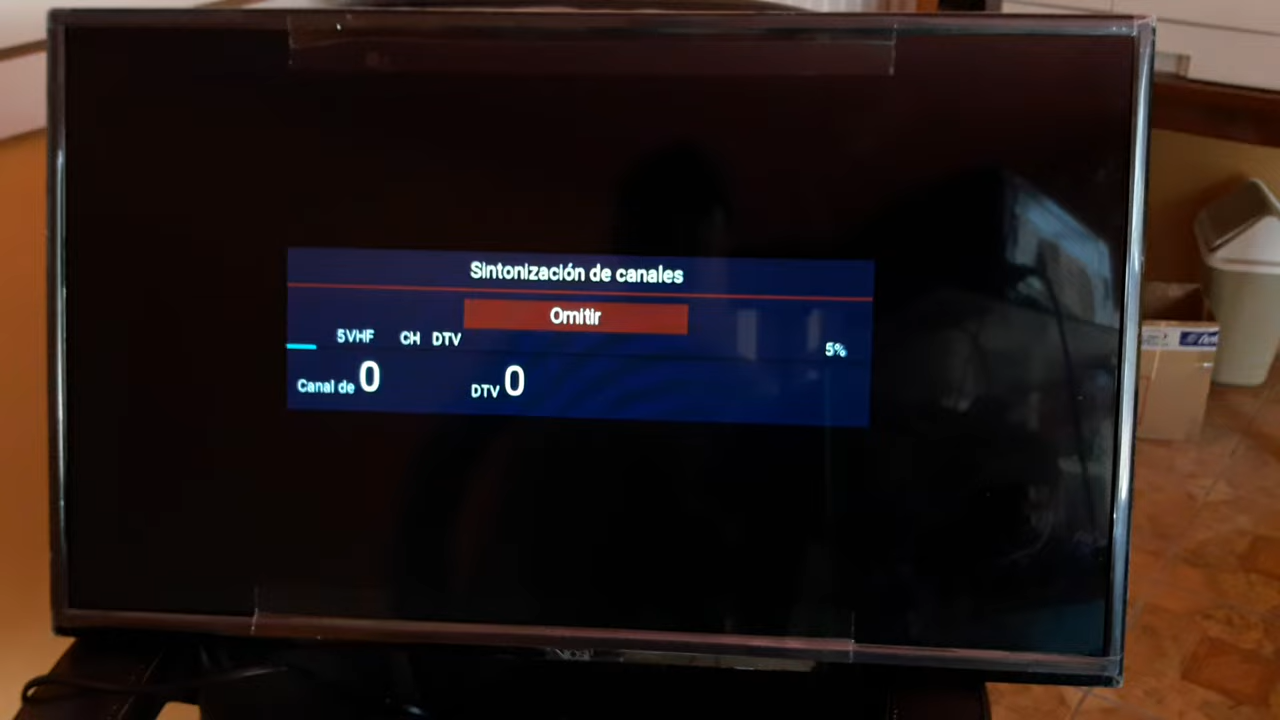 Sintonización de canales
Omitir
5VHF CH DTV
5%
Canal de 0 DTV 0